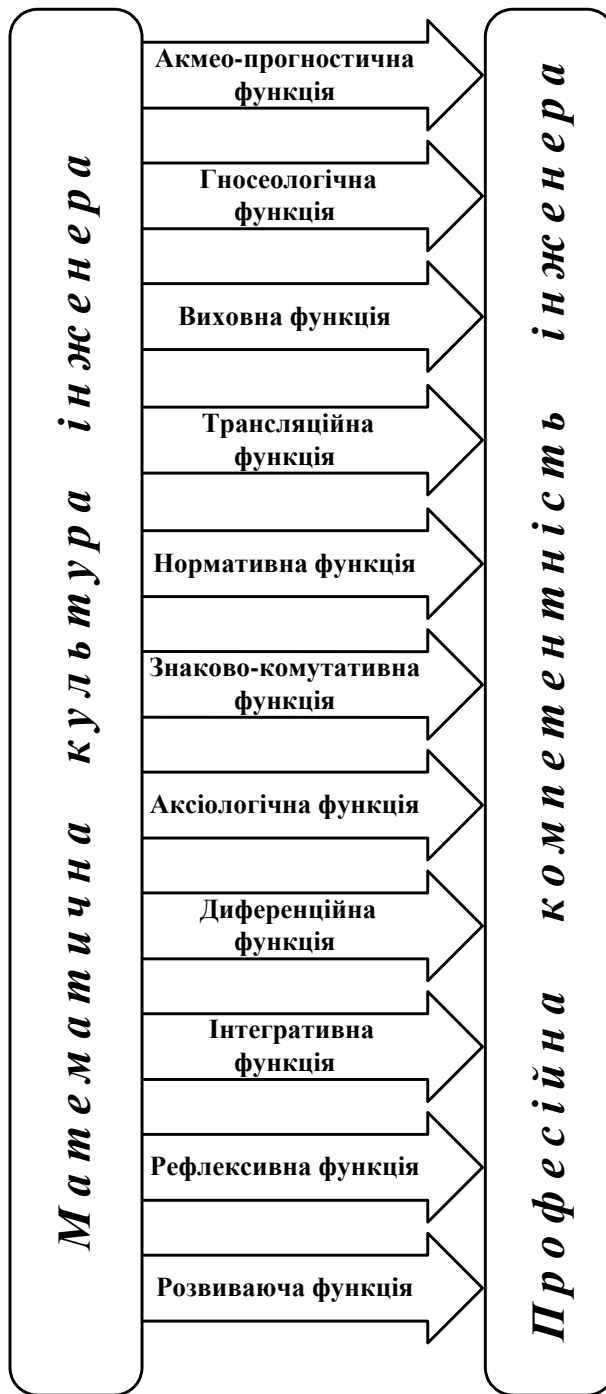 Математична культура інженера
Акмео-прогностична
функція
Гносеологічна
функція
Виховна функція
Трансляційна
функція
Нормативна функція
Знаково-комутативна
функція
Аксіологічна функція
Диференційна
функція
Інтегративна
функція
Рефлексивна функція
Розвиваюча функція
Професійна компетентність інженера